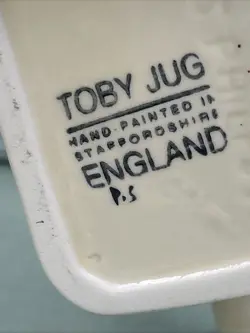 TOBY JUG
HAND-PAINTED IN
STAFFORDSHIRE
ENGLAND
P.S